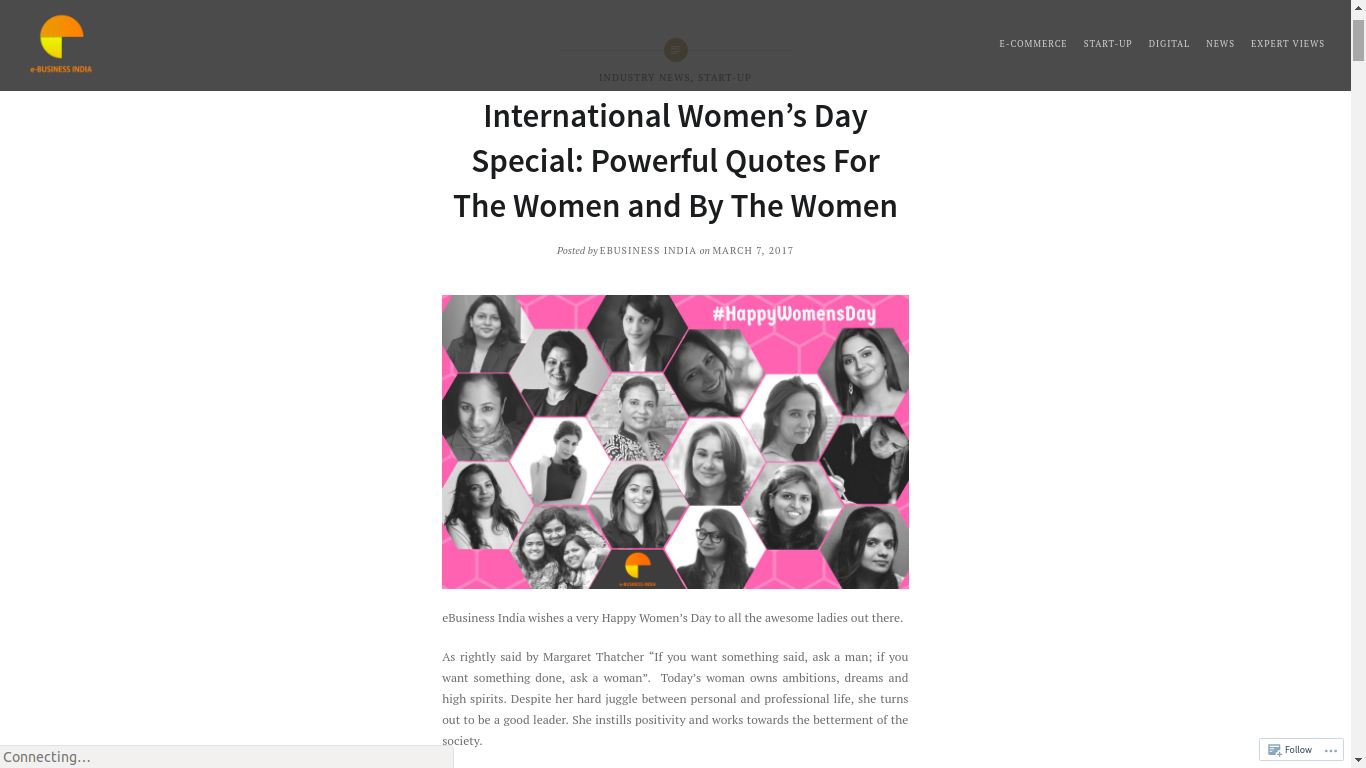 e-BUSINESS INDIA
E-COMMERCE START-UP DIGITAL NEWS EXPERT VIEWS
INDUSTRY NEWS, START-UP
International Women’s Day
Special: Powerful Quotes For
The Women and By The Women
Posted by EBUSINESS INDIA on MARCH 7, 2017
#HappyWomensDay
e-BUSINESS INDIA
eBusiness India wishes a very Happy Women’s Day to all the awesome ladies out there.
As rightly said by Margaret Thatcher “If you want something said, ask a man; if you
want something done, ask a woman”. Today’s woman owns ambitions, dreams and
high spirits. Despite her hard juggle between personal and professional life, she turns
out to be a good leader. She instills positivity and works towards the betterment of the
society.
Connecting…
Follow